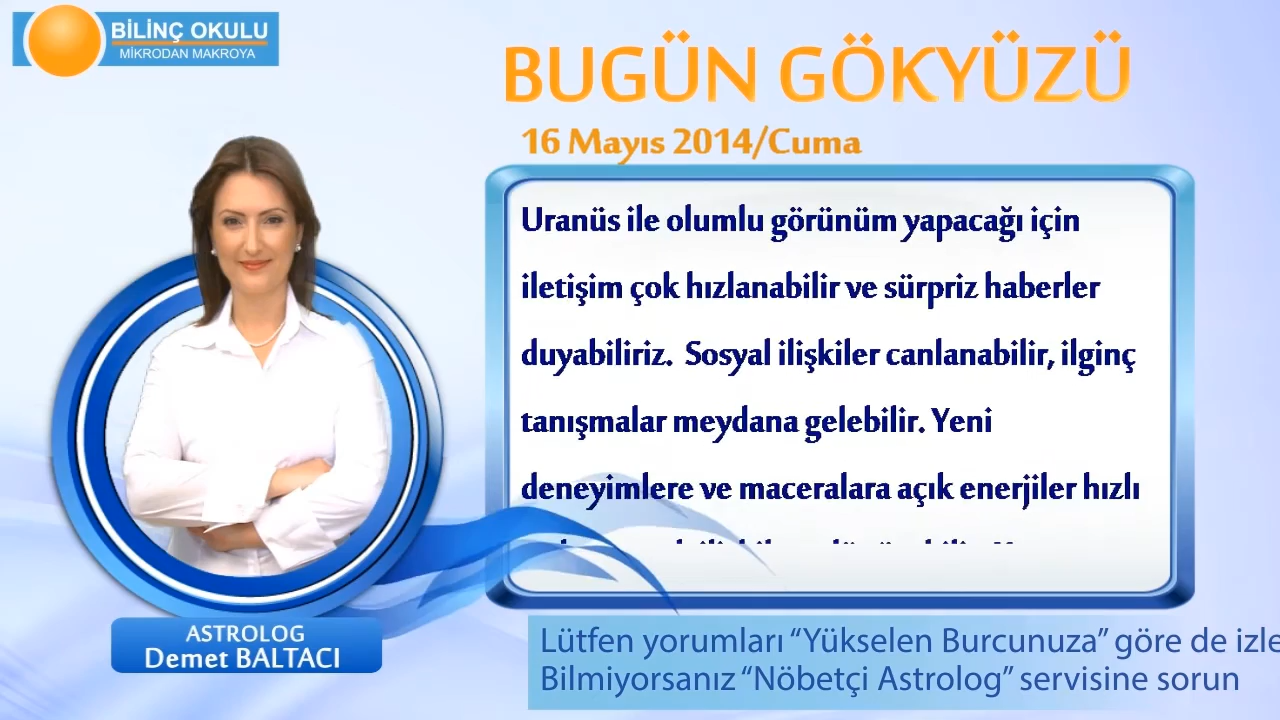 BİLİNÇ OKULU
MİKRODAN MAKROYA
BUGÜN GÖKYÜZÜ
16 Mayıs 2014/Cuma
Uranüs ile olumlu görünüm yapacağı için
iletişim çok hızlanabilir ve sürpriz haberler
duyabiliriz. Sosyal ilişkiler canlanabilir, ilginç
tanışmalar meydana gelebilir. Yeni
deneyimlere ve maceralara açık enerjiler hızlı
ASTROLOG
Demet BALTACI
Lütfen yorumları “Yükselen Burcunuza” göre de izle
Bilmiyorsanız “Nöbetçi Astrolog” servisine sorun